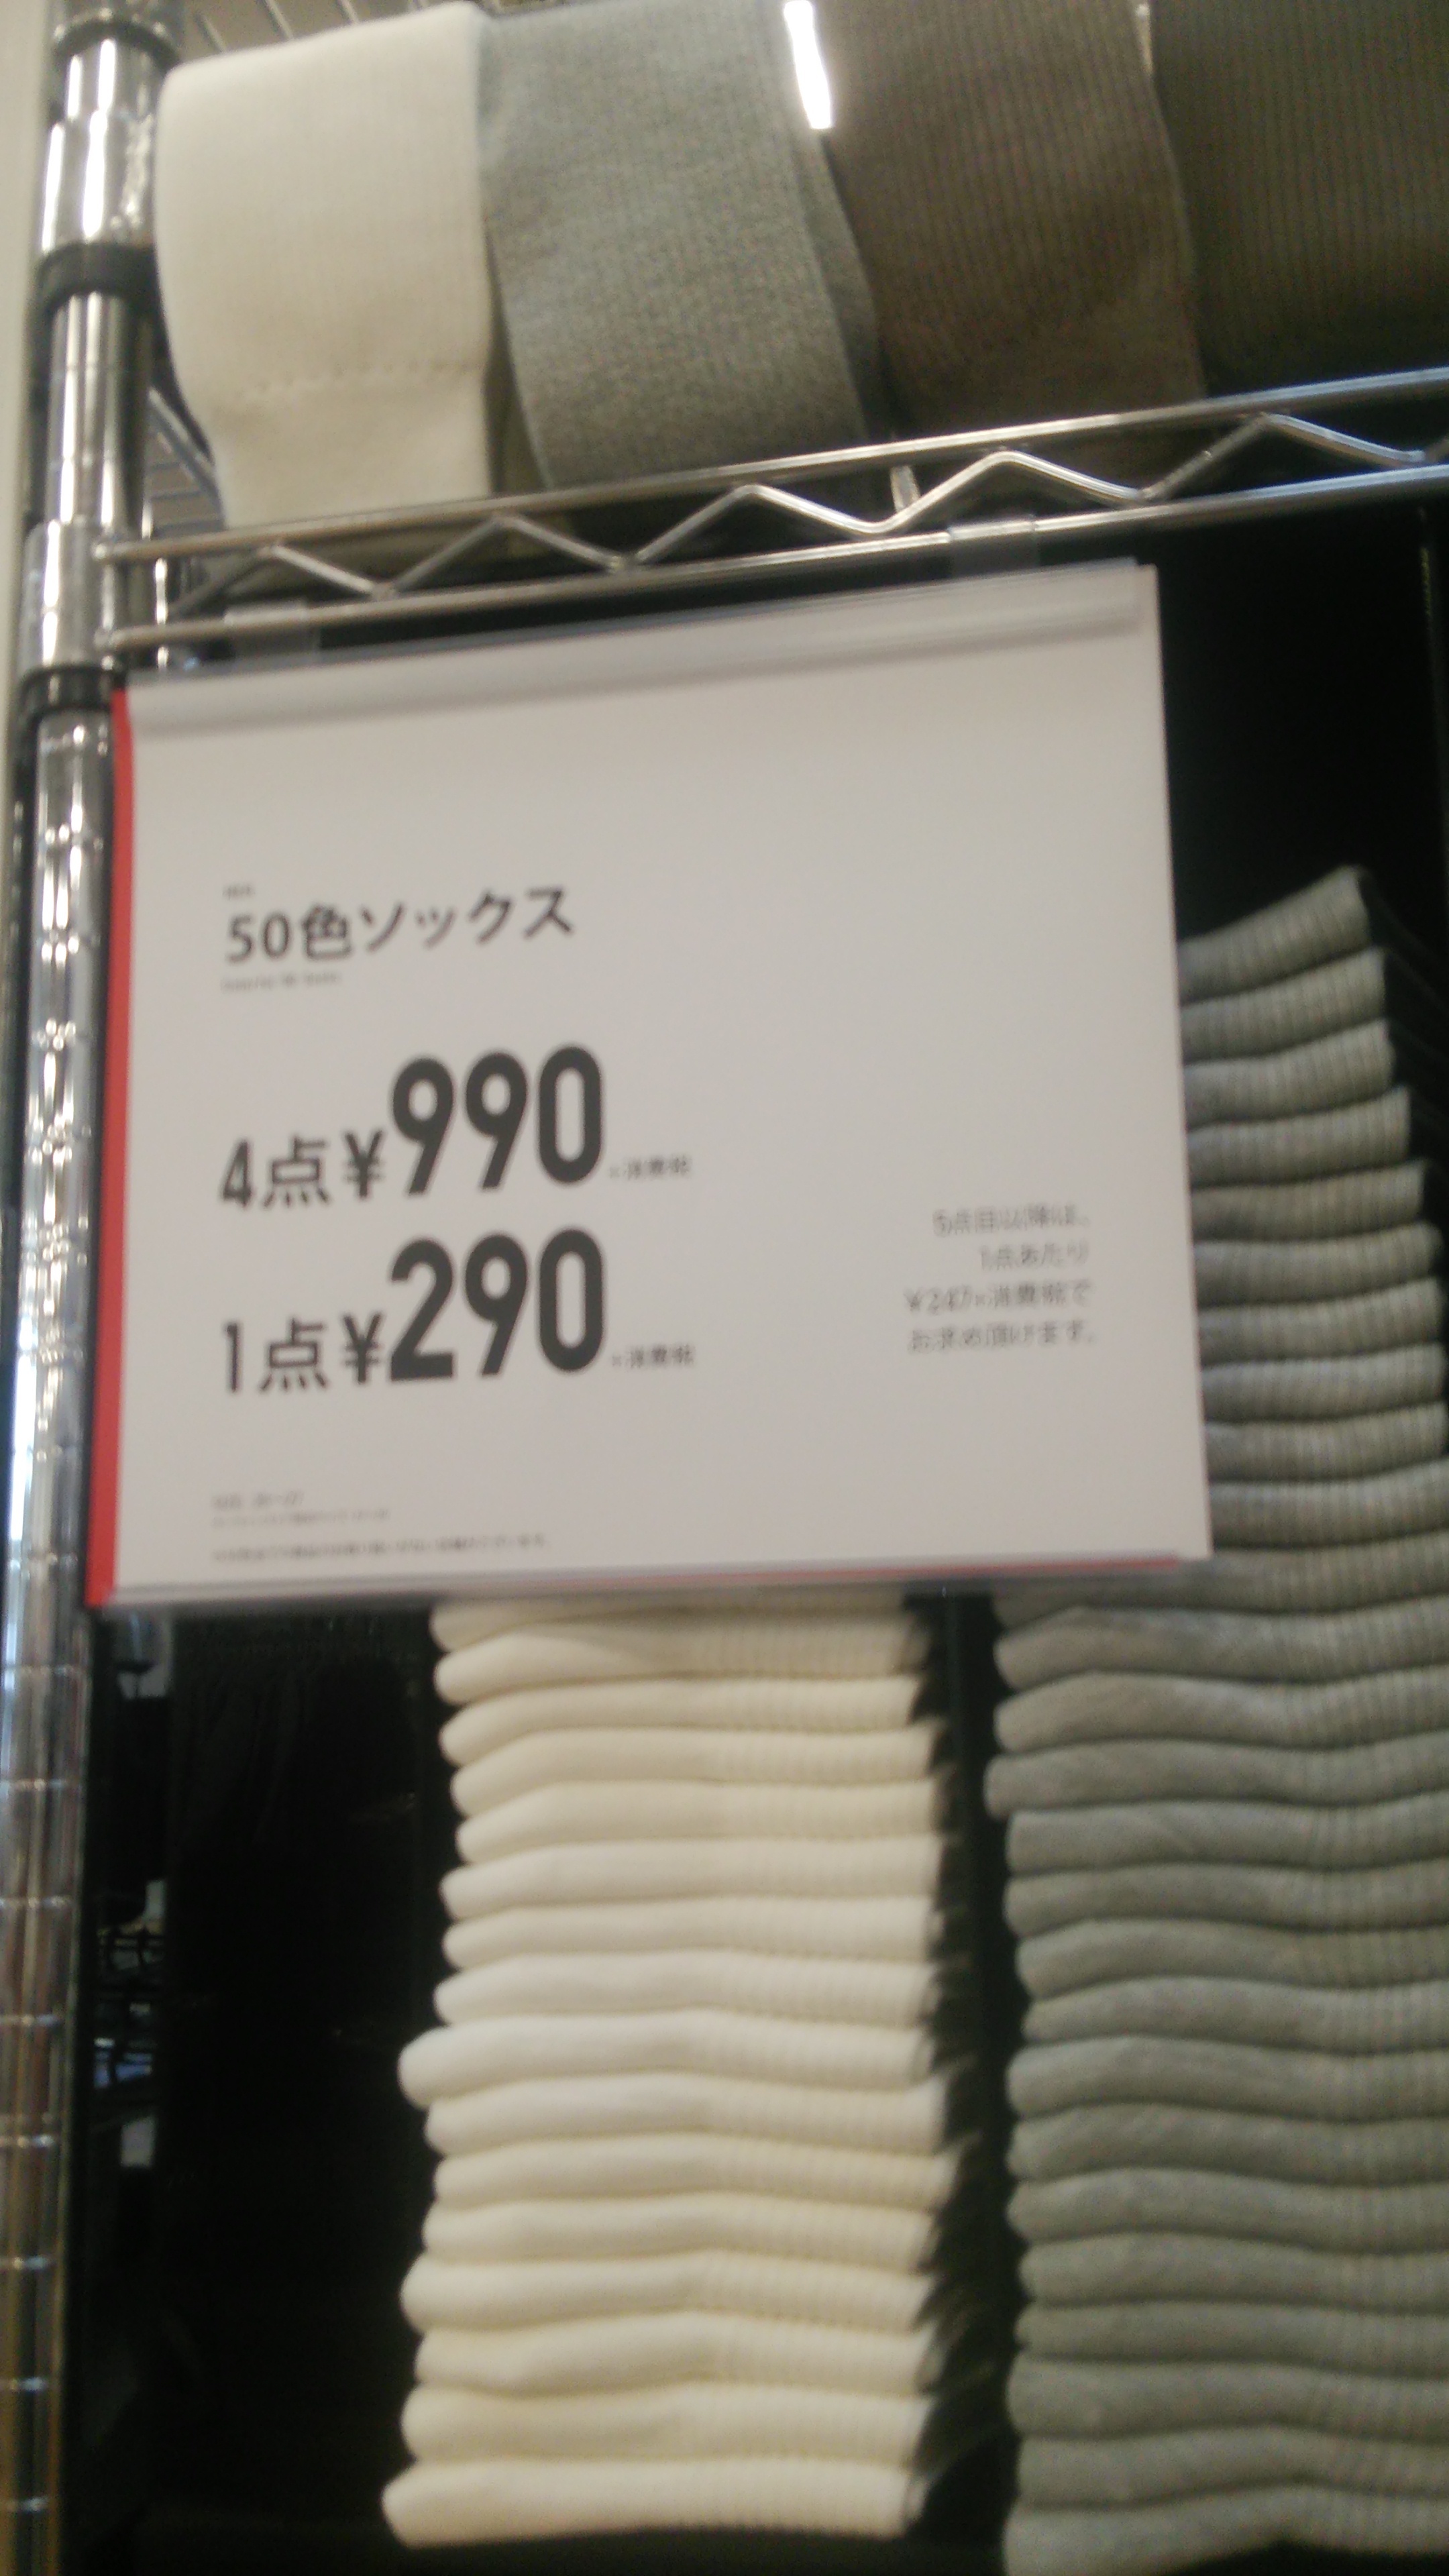 50色ソックス
4点¥990+消費税
1点¥290+消費税
5点目以降は、
1点あたり
¥247+消費税で
お求め頂けます。